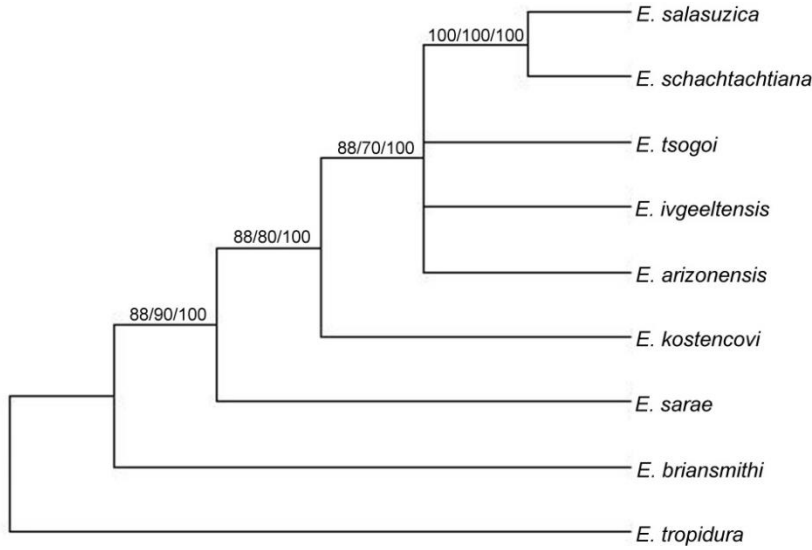 E. salasuzica
100/100/100
E. schachtachtiana
E. tsogoi
88/70/100
E. ivgeeltensis
88/80/100
E. arizonensis
88/90/100
E. kostencovi
E. sarae
E. briansmithi
E. tropidura